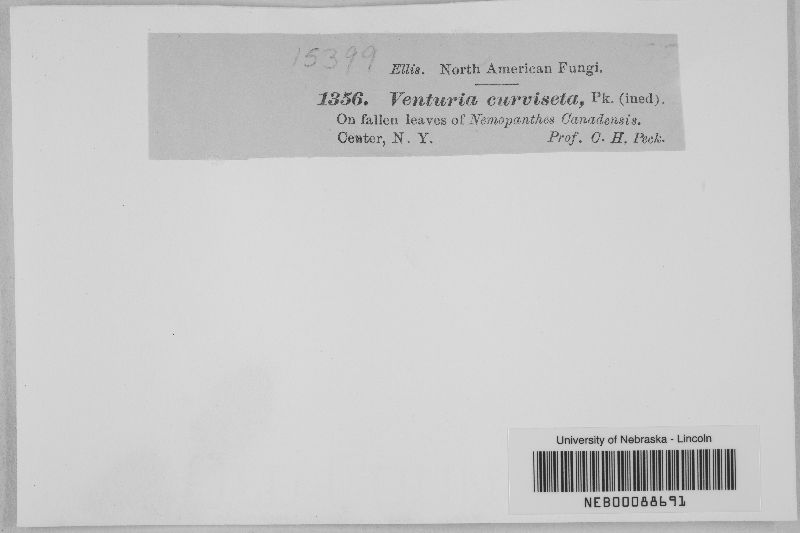 15399
Ellis. North American Fungi.
1356. Venturia curviseta, Pk. (ined).
On fallen leaves of Nemopanthes Canadensis.
Center, N. Y. Prof. C. H. Peck.
University of Nebraska - Lincoln
NEB00088691